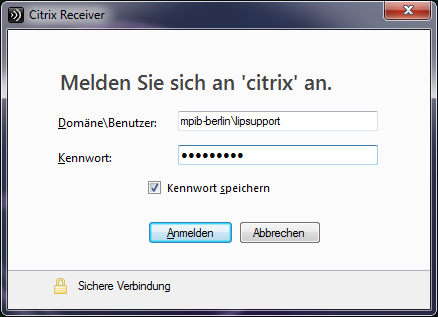 Citrix Receiver
Melden Sie sich an 'citrix' an.
Domäne\Benutzer: mpib-berlin\lipsupport
Kennwort: ●●●●●●●●●
Kennwort speichern
Anmelden Abbrechen
Sichere Verbindung